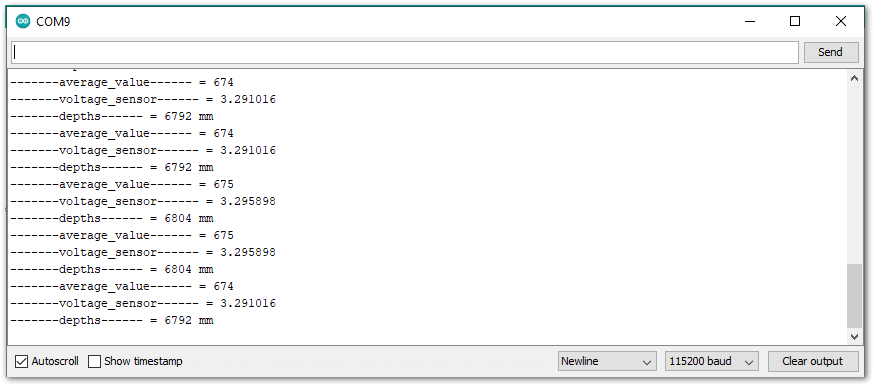 COM9
Send
-------average_value------ = 674
-------voltage_sensor------ = 3.291016
-------depths------ = 6792 mm
-------average_value------ = 674
-------voltage_sensor------ = 3.291016
-------depths------ = 6792 mm
-------average_value------ = 675
-------voltage_sensor------ = 3.295898
-------depths------ = 6804 mm
-------average_value------ = 675
-------voltage_sensor------ = 3.295898
-------depths------ = 6804 mm
-------average_value------ = 674
-------voltage_sensor------ = 3.291016
-------depths------ = 6792 mm
Autoscroll Show timestamp Newline 115200 baud Clear output